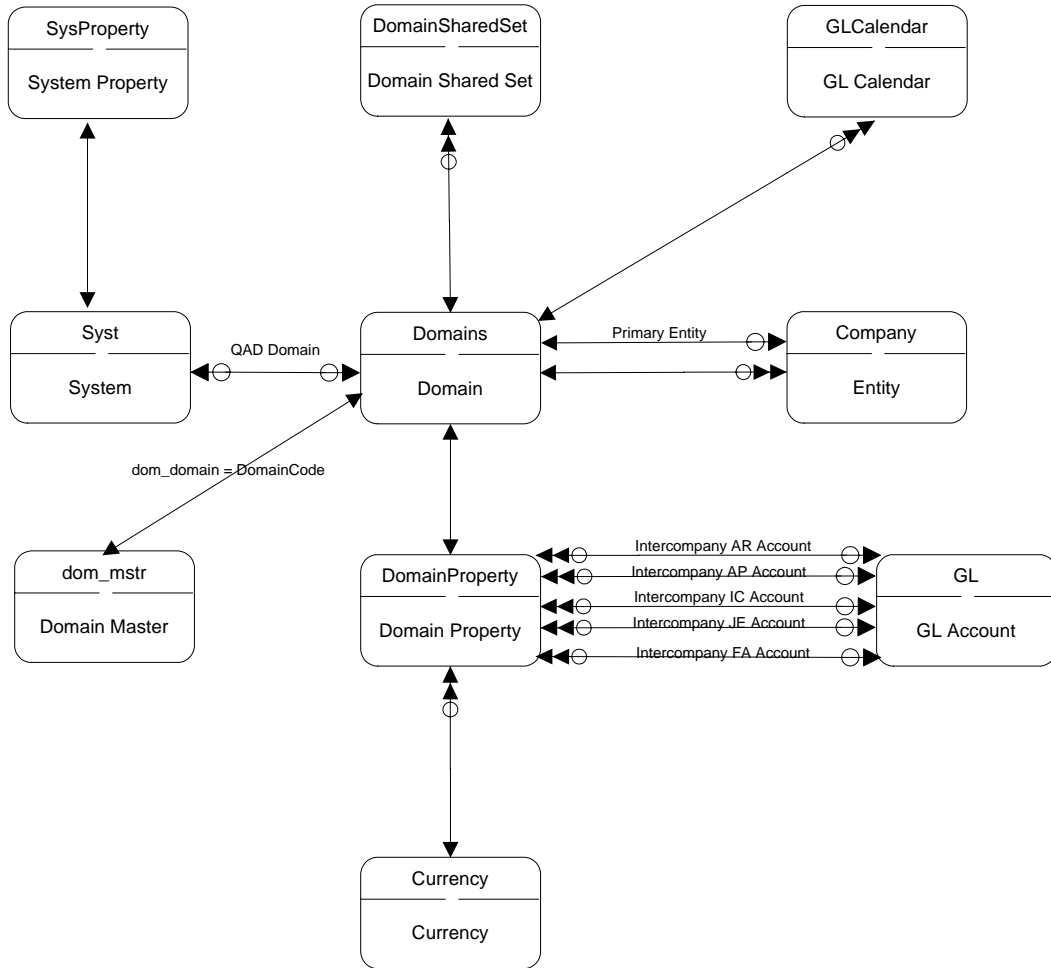 SysProperty
System Property
DomainSharedSet
Domain Shared Set
GLCalendar
GL Calendar
Syst
System
QAD Domain
Domains
Domain
Primary Entity
Company
Entity
dom_domain = DomainCode
dom_mstr
Domain Master
DomainProperty
Domain Property
Intercompany AR Account
Intercompany AP Account
Intercompany IC Account
Intercompany JE Account
Intercompany FA Account
GL
GL Account
Currency
Currency